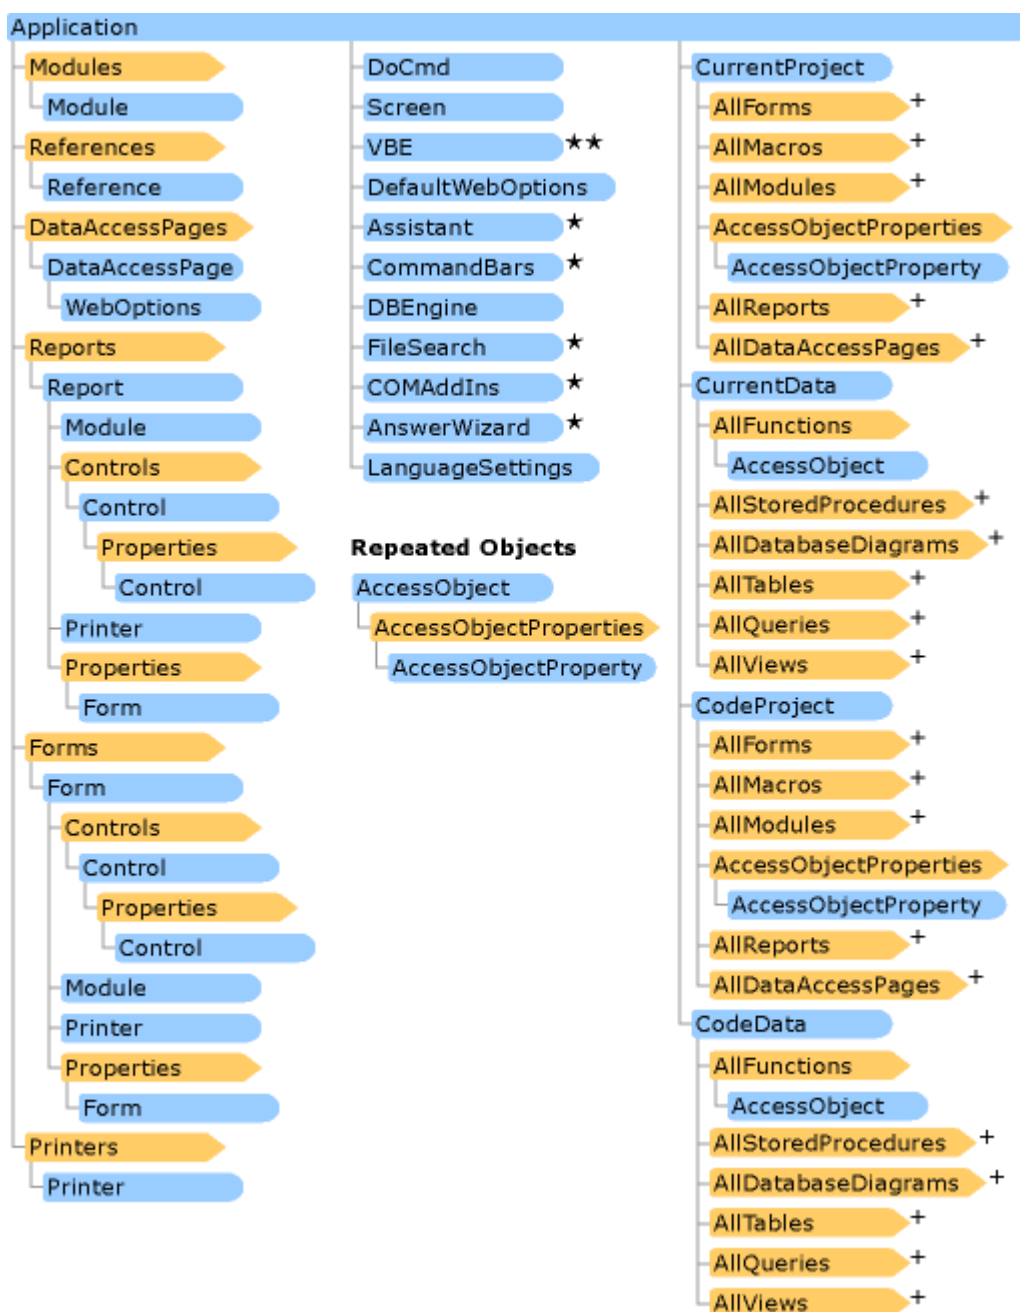 Application
Modules
Module
References
Reference
DataAccessPages
DataAccessPage
WebOptions
Reports
Report
Module
Controls
Control
Properties
Control
Printer
Properties
Form
Forms
Form
Controls
Control
Properties
Control
Module
Printer
Properties
Form
Printers
Printer
DoCmd
Screen
VBE ★★
DefaultWebOptions
Assistant ★
CommandBars ★
DBEngine
FileSearch ★
COMAddIns ★
AnswerWizard ★
LanguageSettings
Repeated Objects
AccessObject
AccessObjectProperties
AccessObjectProperty
CurrentProject
AllForms +
AllMacros +
AllModules +
AccessObjectProperties
AccessObjectProperty
AllReports +
AllDataAccessPages +
CurrentData
AllFunctions
AccessObject
AllStoredProcedures +
AllDatabaseDiagrams +
AllTables +
AllQueries +
AllViews +
CodeProject
AllForms +
AllMacros +
AllModules +
AccessObjectProperties
AccessObjectProperty
AllReports +
AllDataAccessPages +
CodeData
AllFunctions
AccessObject
AllStoredProcedures +
AllDatabaseDiagrams +
AllTables +
AllQueries +
AllViews +